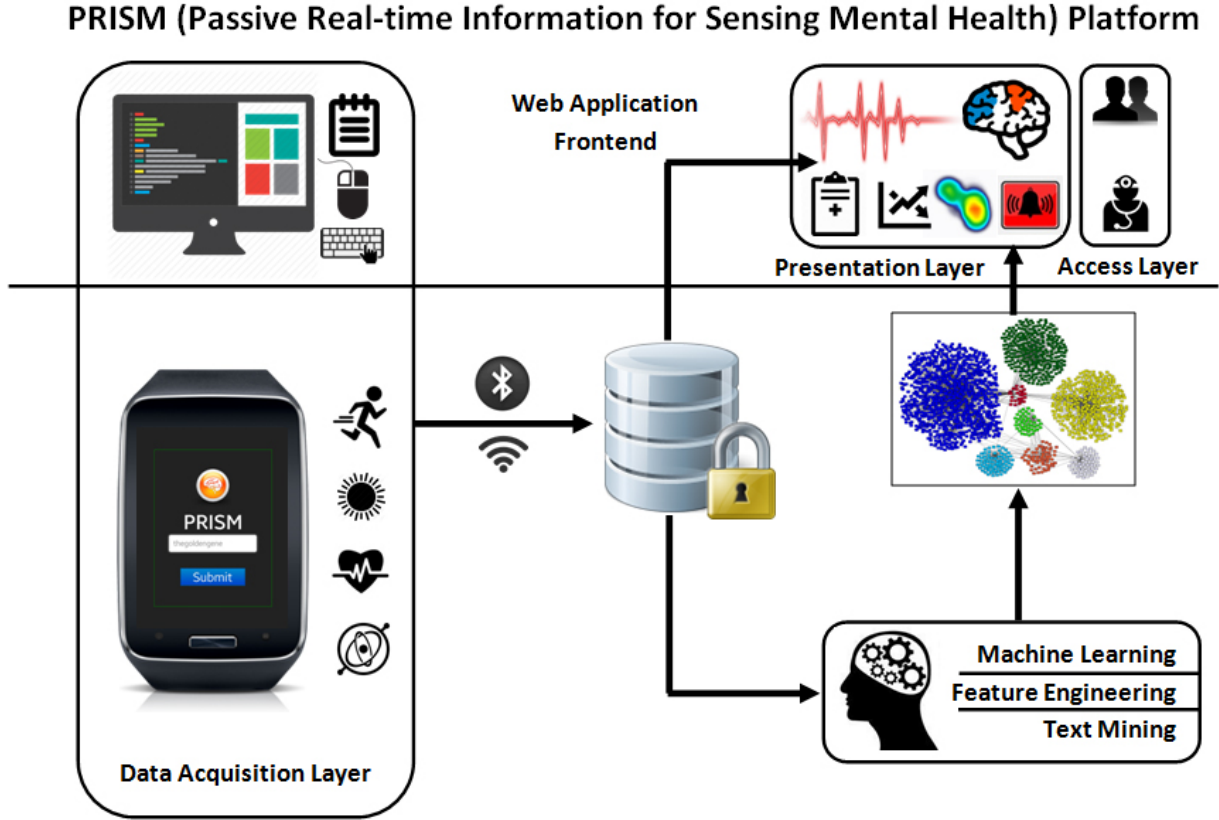 PRISM (Passive Real-time Information for Sensing Mental Health) Platform
Web Application
Frontend
Presentation Layer
Access Layer
PRISM
thegoldengene
Submit
Machine Learning
Feature Engineering
Text Mining
Data Acquisition Layer